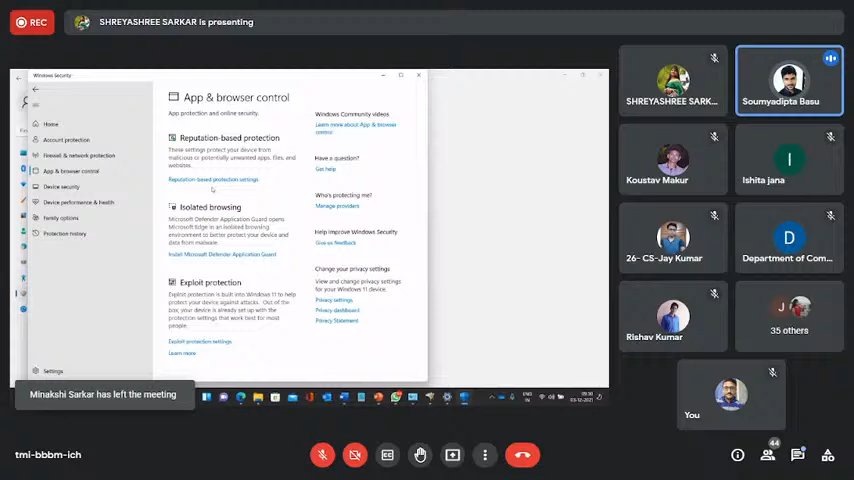 REC
SHREYASHREE SARKAR is presenting
Windows Security
App & browser control
App protection and online security.
Reputation-based protection
These settings protect your device from
malicious or potentially unwanted apps, files, and
websites.
Reputation-based protection settings
Isolated browsing
Microsoft Defender Application Guard opens
Microsoft Edge in an isolated browsing
environment to better protect your device and
data from malware.
Install Microsoft Defender Application Guard
Exploit protection
Exploit protection is built into Windows 11 to help
protect your device against attacks. Out of the
box, your device is already set up with the
protection settings that work best for most
people.
Exploit protection settings
Learn more
Home
Account protection
Firewall & network protection
App & browser control
Device security
Device performance & health
Family options
Protection history
Settings
Windows Community videos
Learn more about App & browser
control
Have a question?
Get help
Who's protecting me?
Manage providers
Help improve Windows Security
Give us feedback
Change your privacy settings
View and change privacy settings
for your Windows 11 device.
Privacy settings
Privacy dashboard
Privacy Statement
Minakshi Sarkar has left the meeting
ENG
IN
09:30
03-12-2021
SHREYASHREE SARK...
Soumyadipta Basu
Koustav Makur
I
Ishita jana
26- CS-Jay Kumar
D
Department of Com...
Rishav Kumar
J
35 others
You
tmi-bbbm-ich
44